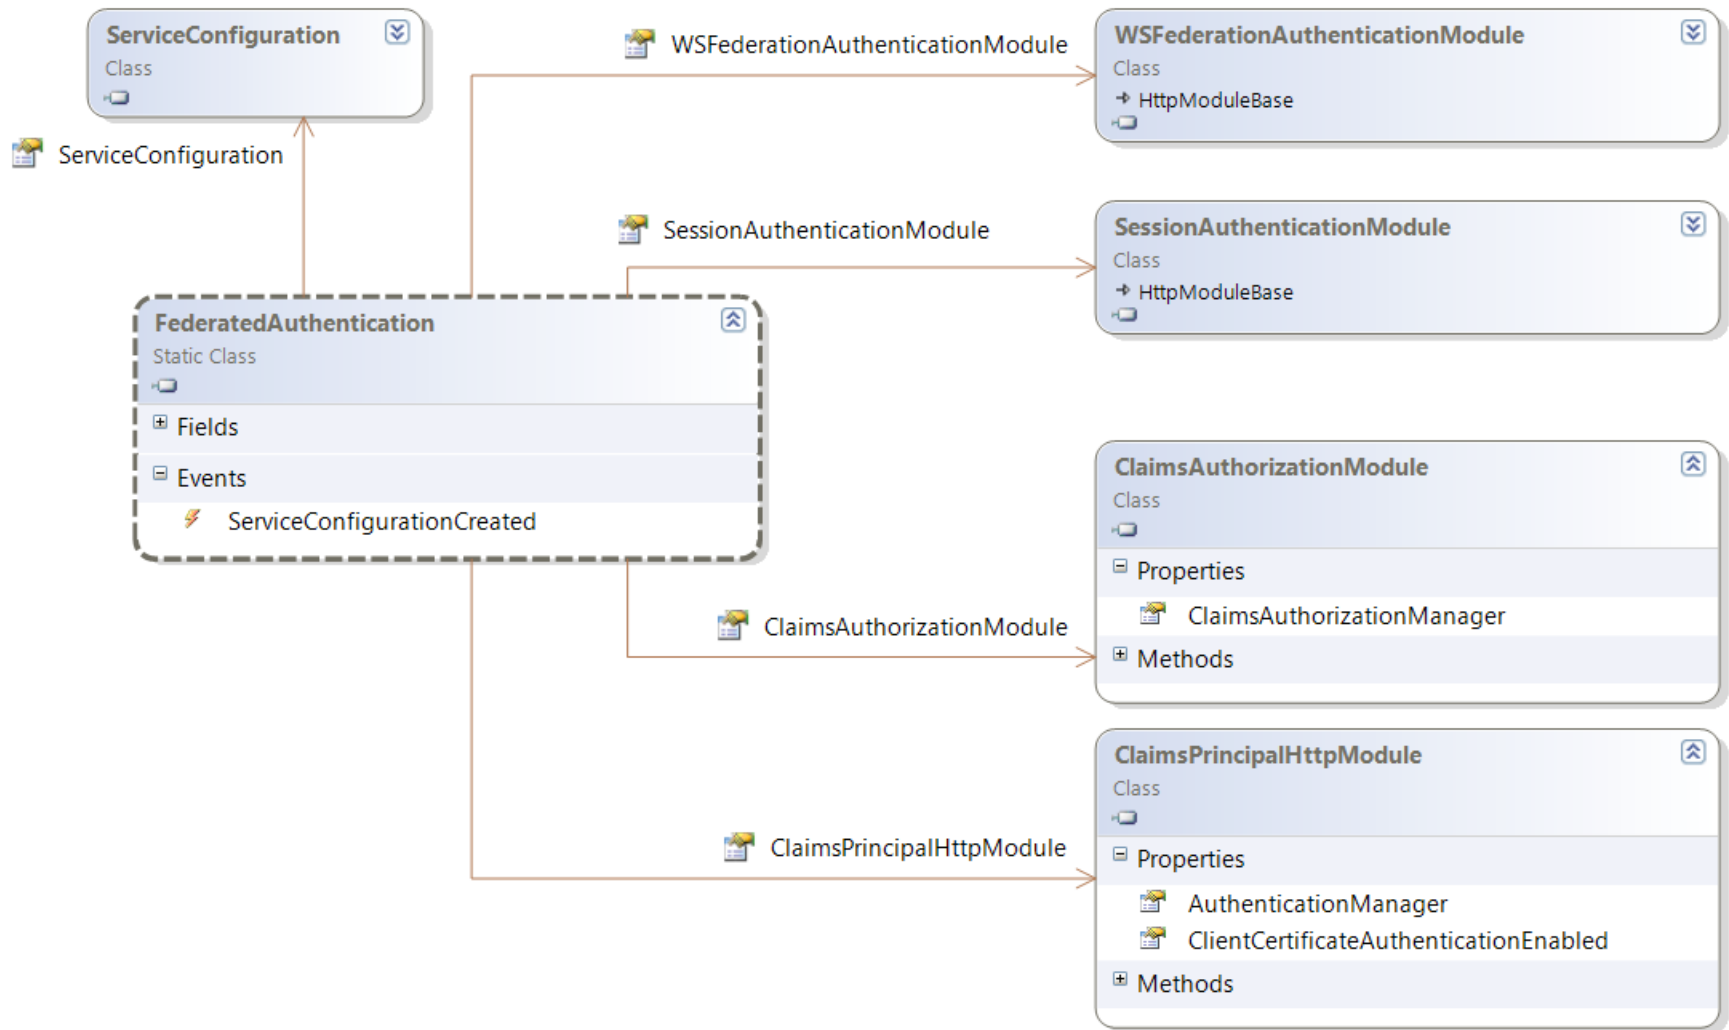 ServiceConfiguration
Class
ServiceConfiguration
WSFederationAuthenticationModule
WSFederationAuthenticationModule
Class
HttpModuleBase
SessionAuthenticationModule
SessionAuthenticationModule
Class
HttpModuleBase
FederatedAuthentication
Static Class
Fields
Events
ServiceConfigurationCreated
ClaimsAuthorizationModule
ClaimsAuthorizationModule
Class
Properties
ClaimsAuthorizationManager
Methods
ClaimsPrincipalHttpModule
ClaimsPrincipalHttpModule
Class
Properties
AuthenticationManager
ClientCertificateAuthenticationEnabled
Methods